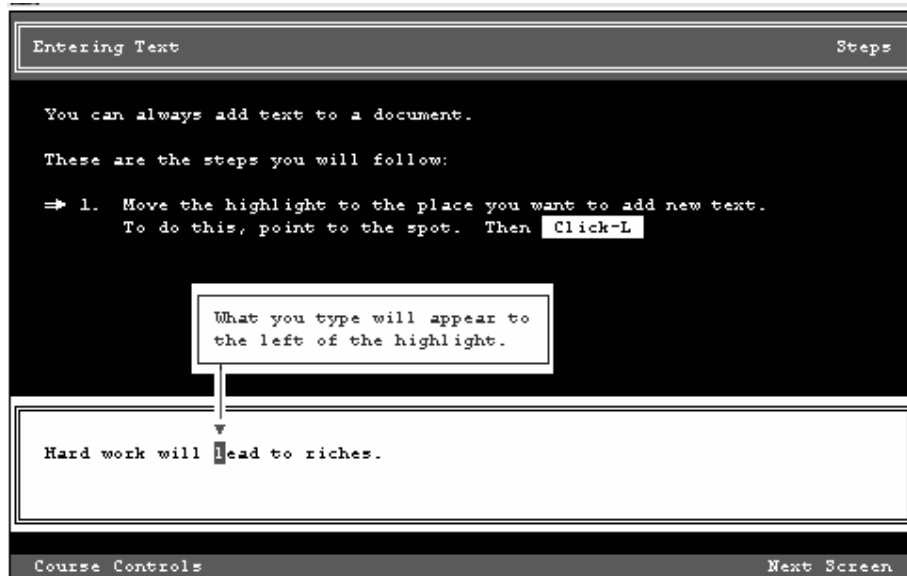 Entering Text Steps
You can always add text to a document.
These are the steps you will follow:
⇒ 1. Move the highlight to the place you want to add new text.
To do this, point to the spot. Then Click-L
What you type will appear to
the left of the highlight.
Hard work will lead to riches.
Course Controls Next Screen